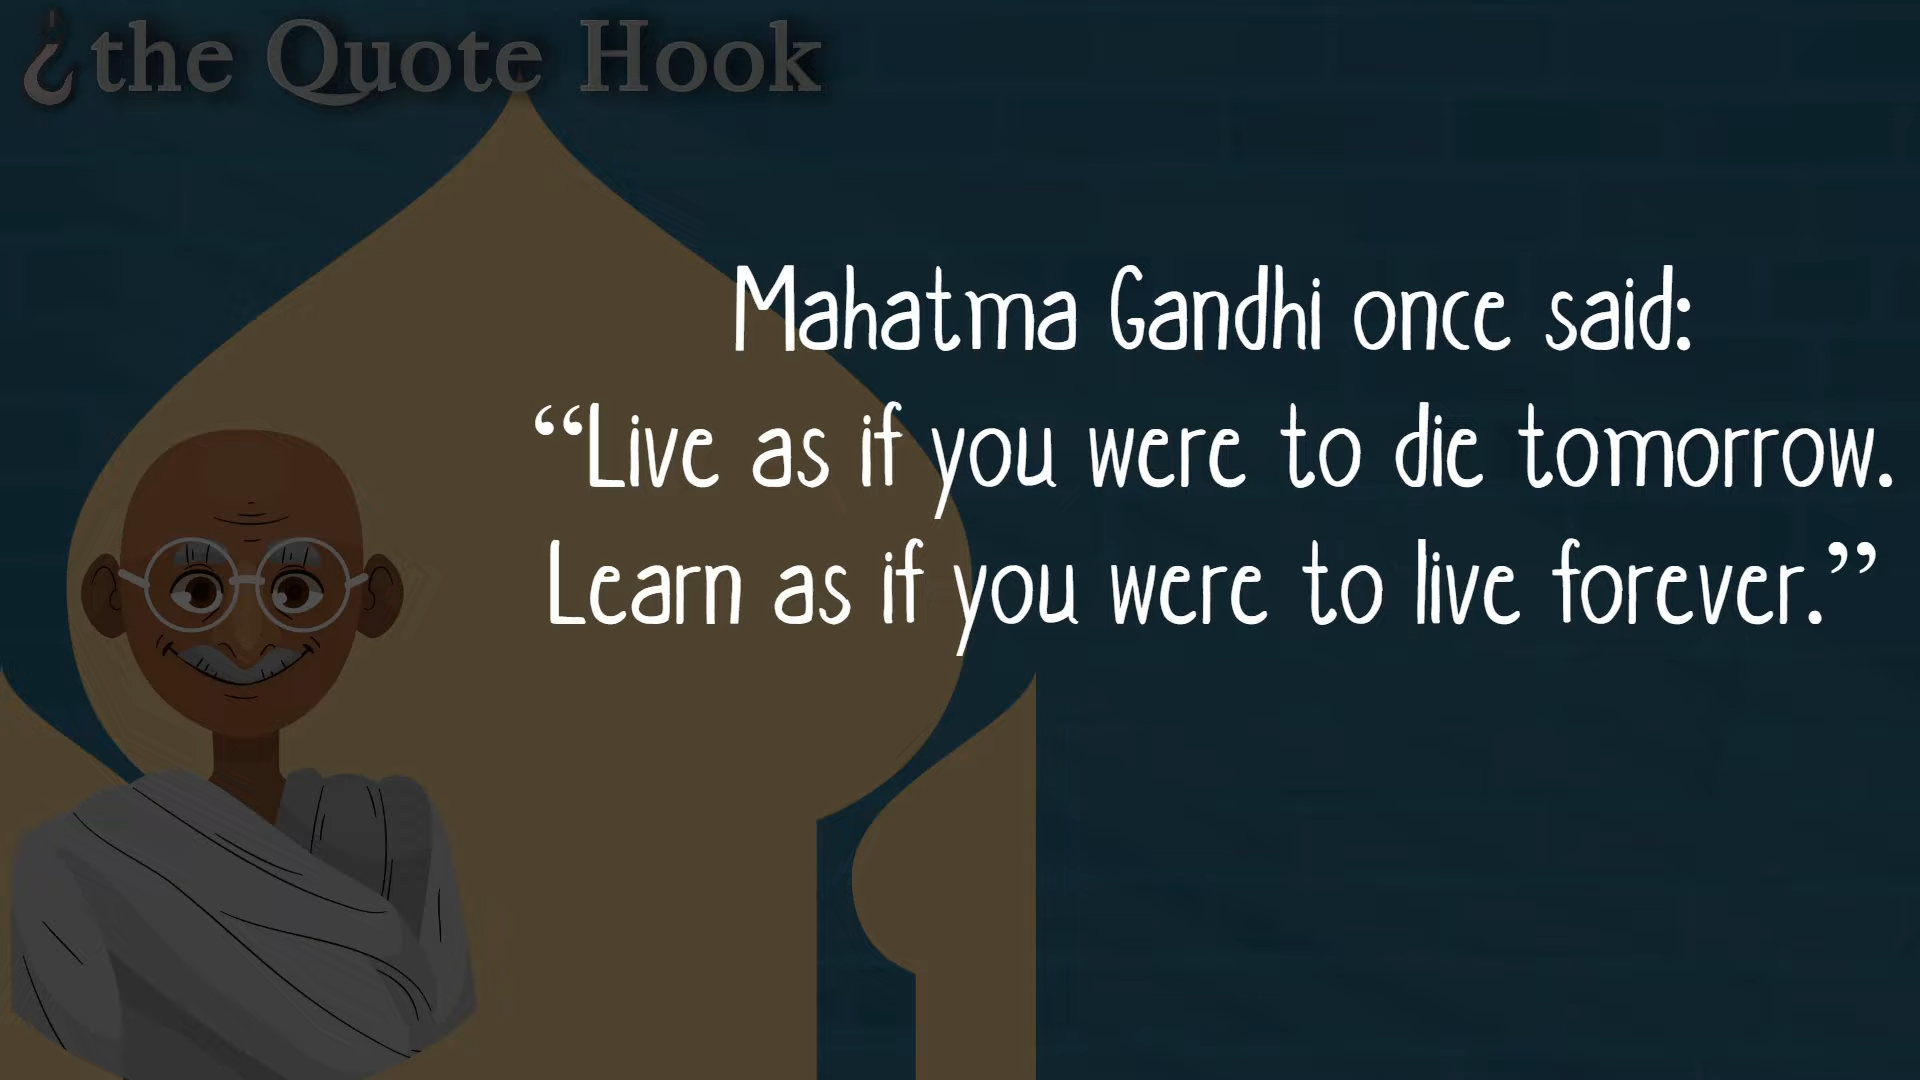 the Quote Hook
Mahatma Gandhi once said:
“Live as if you were to die tomorrow.
Learn as if you were to live forever.”